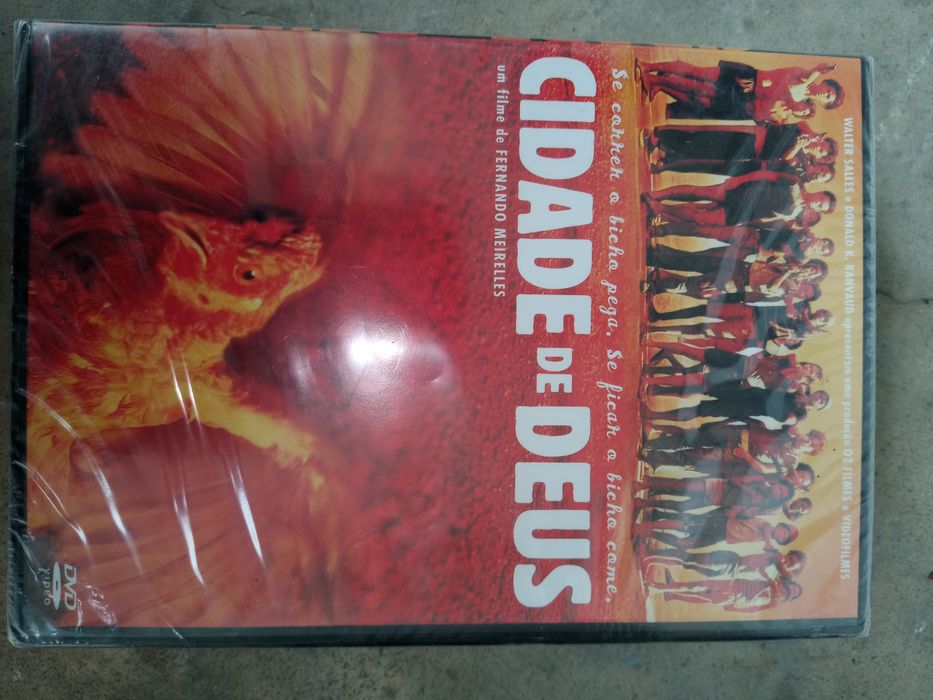 WALTER SALLES e DONALD K. RANVAUD apresentam uma produção O2 FILMES e VIDEOFILMES
Se correr o bicho pega. Se ficar o bicho come.
CIDADE DE DEUS
um filme de FERNANDO MEIRELLES
DVD
VIDEO